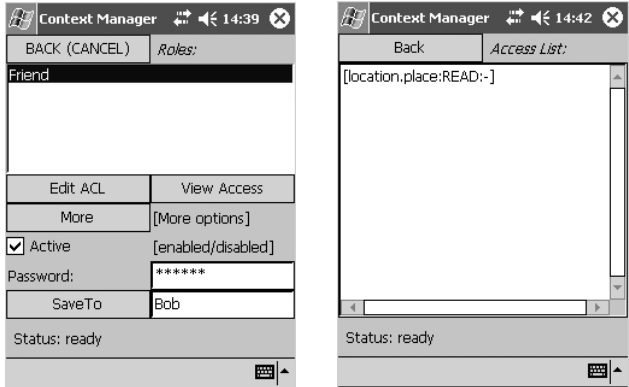 Context Manager 14:39
BACK (CANCEL) Roles:
Friend
Edit ACL View Access
More [More options]
Active [enabled/disabled]
Password: ******
SaveTo Bob
Status: ready
Context Manager 14:42
Back Access List:
[location.place:READ:-]
Status: ready